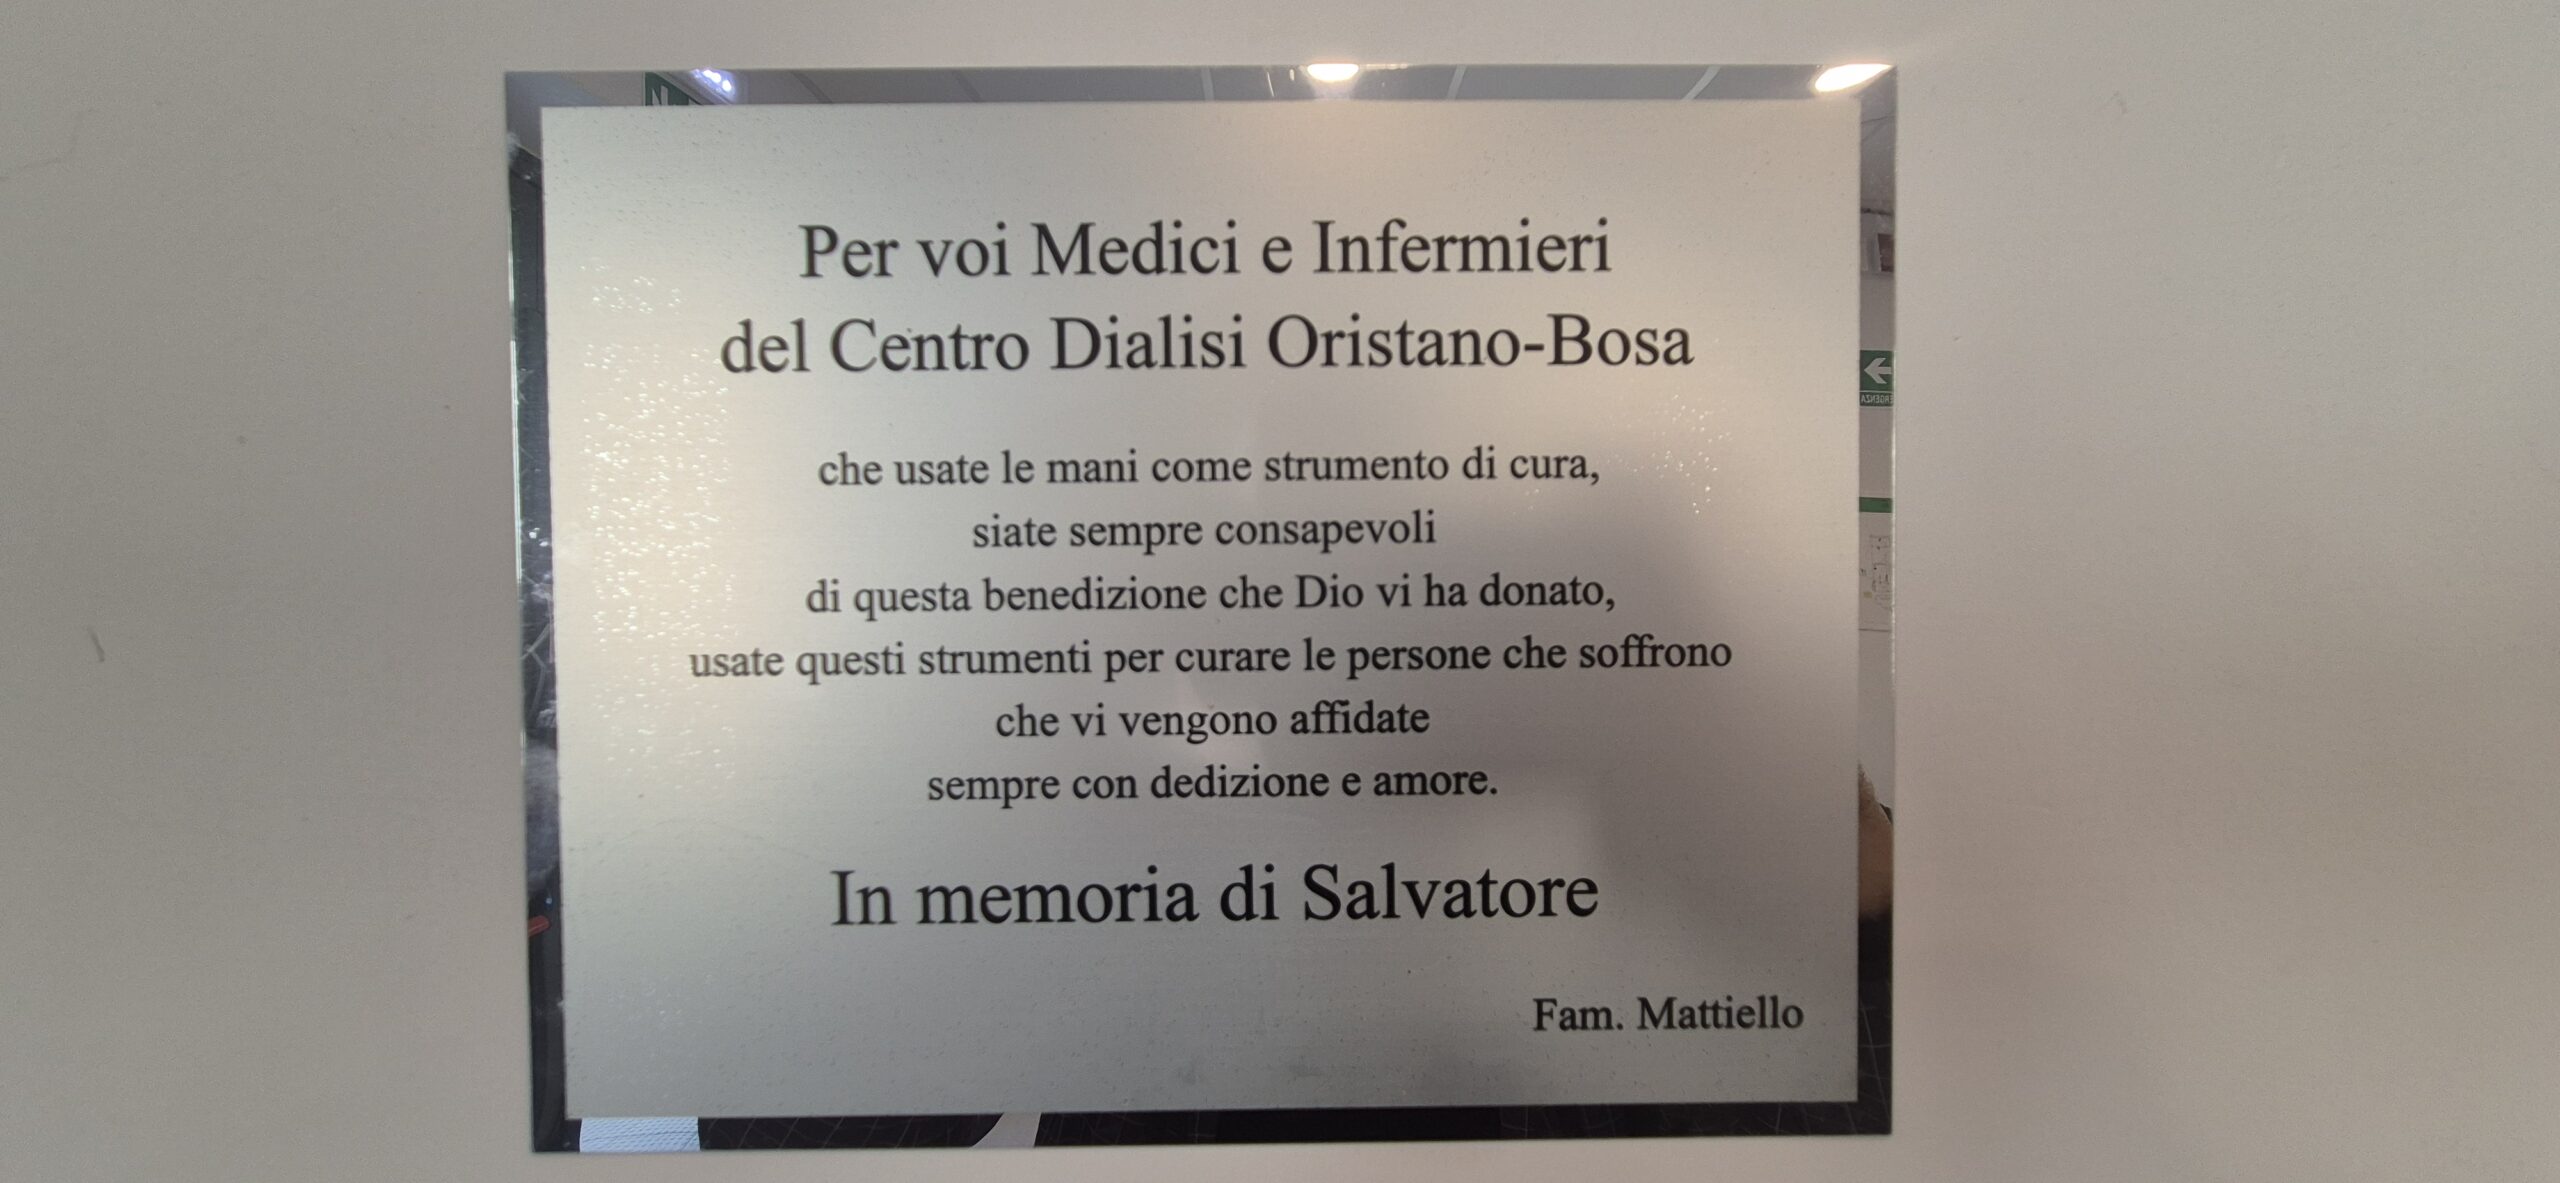 Per voi Medici e Infermieri
del Centro Dialisi Oristano-Bosa
che usate le mani come strumento di cura,
siate sempre consapevoli
di questa benedizione che Dio vi ha donato,
usate questi strumenti per curare le persone che soffrono
che vi vengono affidate
sempre con dedizione e amore.
In memoria di Salvatore
Fam. Mattiello